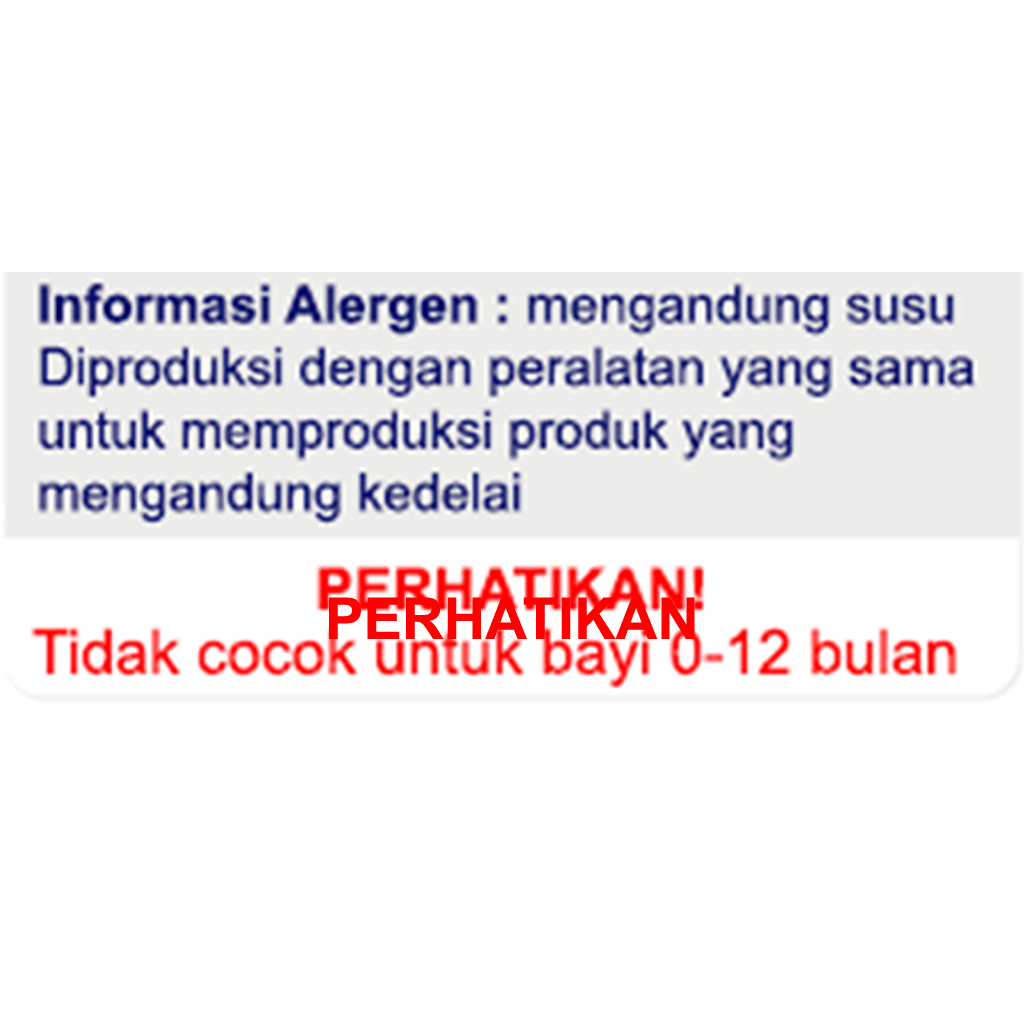 Informasi Alergen : mengandung susu
Diproduksi dengan peralatan yang sama
untuk memproduksi produk yang
mengandung kedelai
PERHATIKAN!
PERHATIKAN
Tidak cocok untuk bayi 0-12 bulan